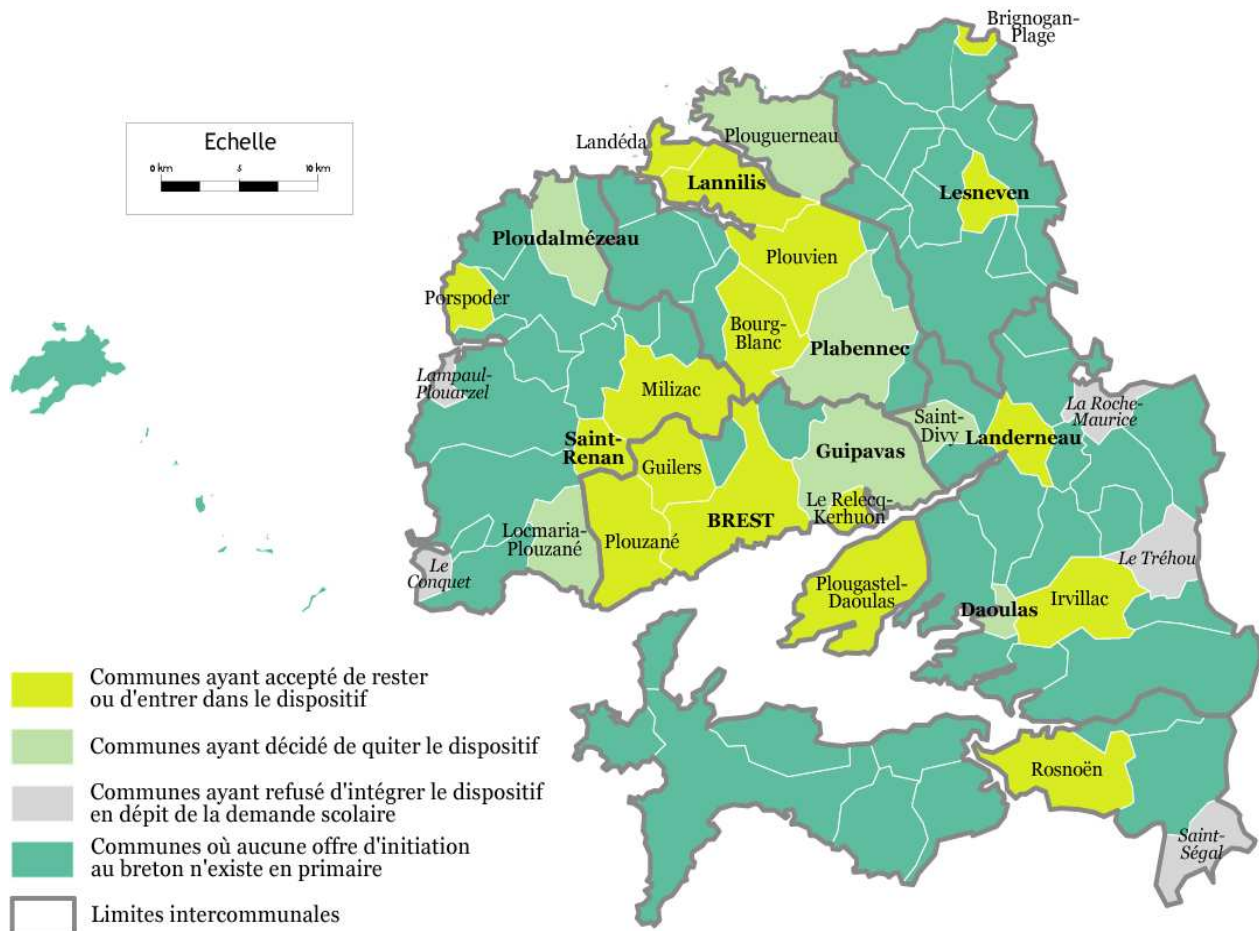 Brignogan-
Plage
Echelle
0 km 5 10 km
Landéda
Plouguerneau
Lannilis
Lesneven
Ploudalmézeau
Plouvien
Porspoder
Bourg-
Blanc
Plabennec
Lampaul-
Plouarzel
Milizac
La Roche-
Maurice
Saint-
Divy
Landerneau
Saint-
Renan
Guipavas
Guilers
Le Relecq-
Kerhuon
BREST
Locmaria-
Plouzané
Plouzané
Le Tréhou
Le
Conquet
Plougastel-
Daoulas
Daoulas
Irvillac
Communes ayant accepté de rester
ou d'entrer dans le dispositif
Communes ayant décidé de quiter le dispositif
Rosnoën
Communes ayant refusé d'intégrer le dispositif
en dépit de la demande scolaire
Saint-
Ségal
Communes où aucune offre d'initiation
au breton n'existe en primaire
Limites intercommunales